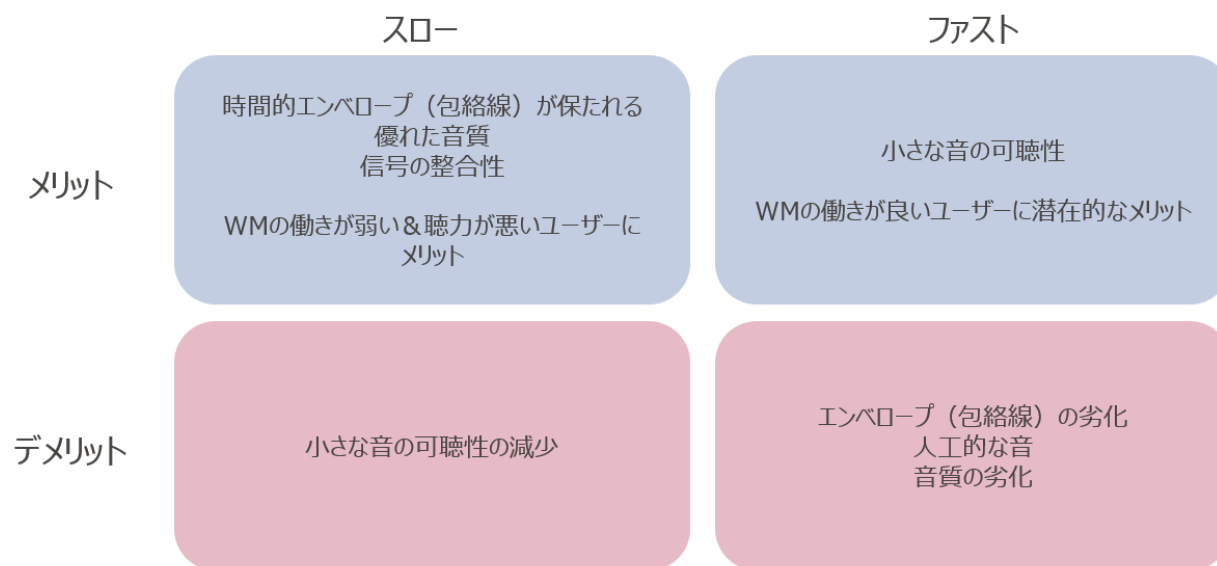 スロー
ファスト
メリット
時間的エンベロープ（包絡線）が保たれる
優れた音質
信号の整合性
WMの働きが弱い＆聴力が悪いユーザーに
メリット
小さな音の可聴性
WMの働きが良いユーザーに潜在的なメリット
デメリット
小さな音の可聴性の減少
エンベロープ（包絡線）の劣化
人工的な音
音質の劣化